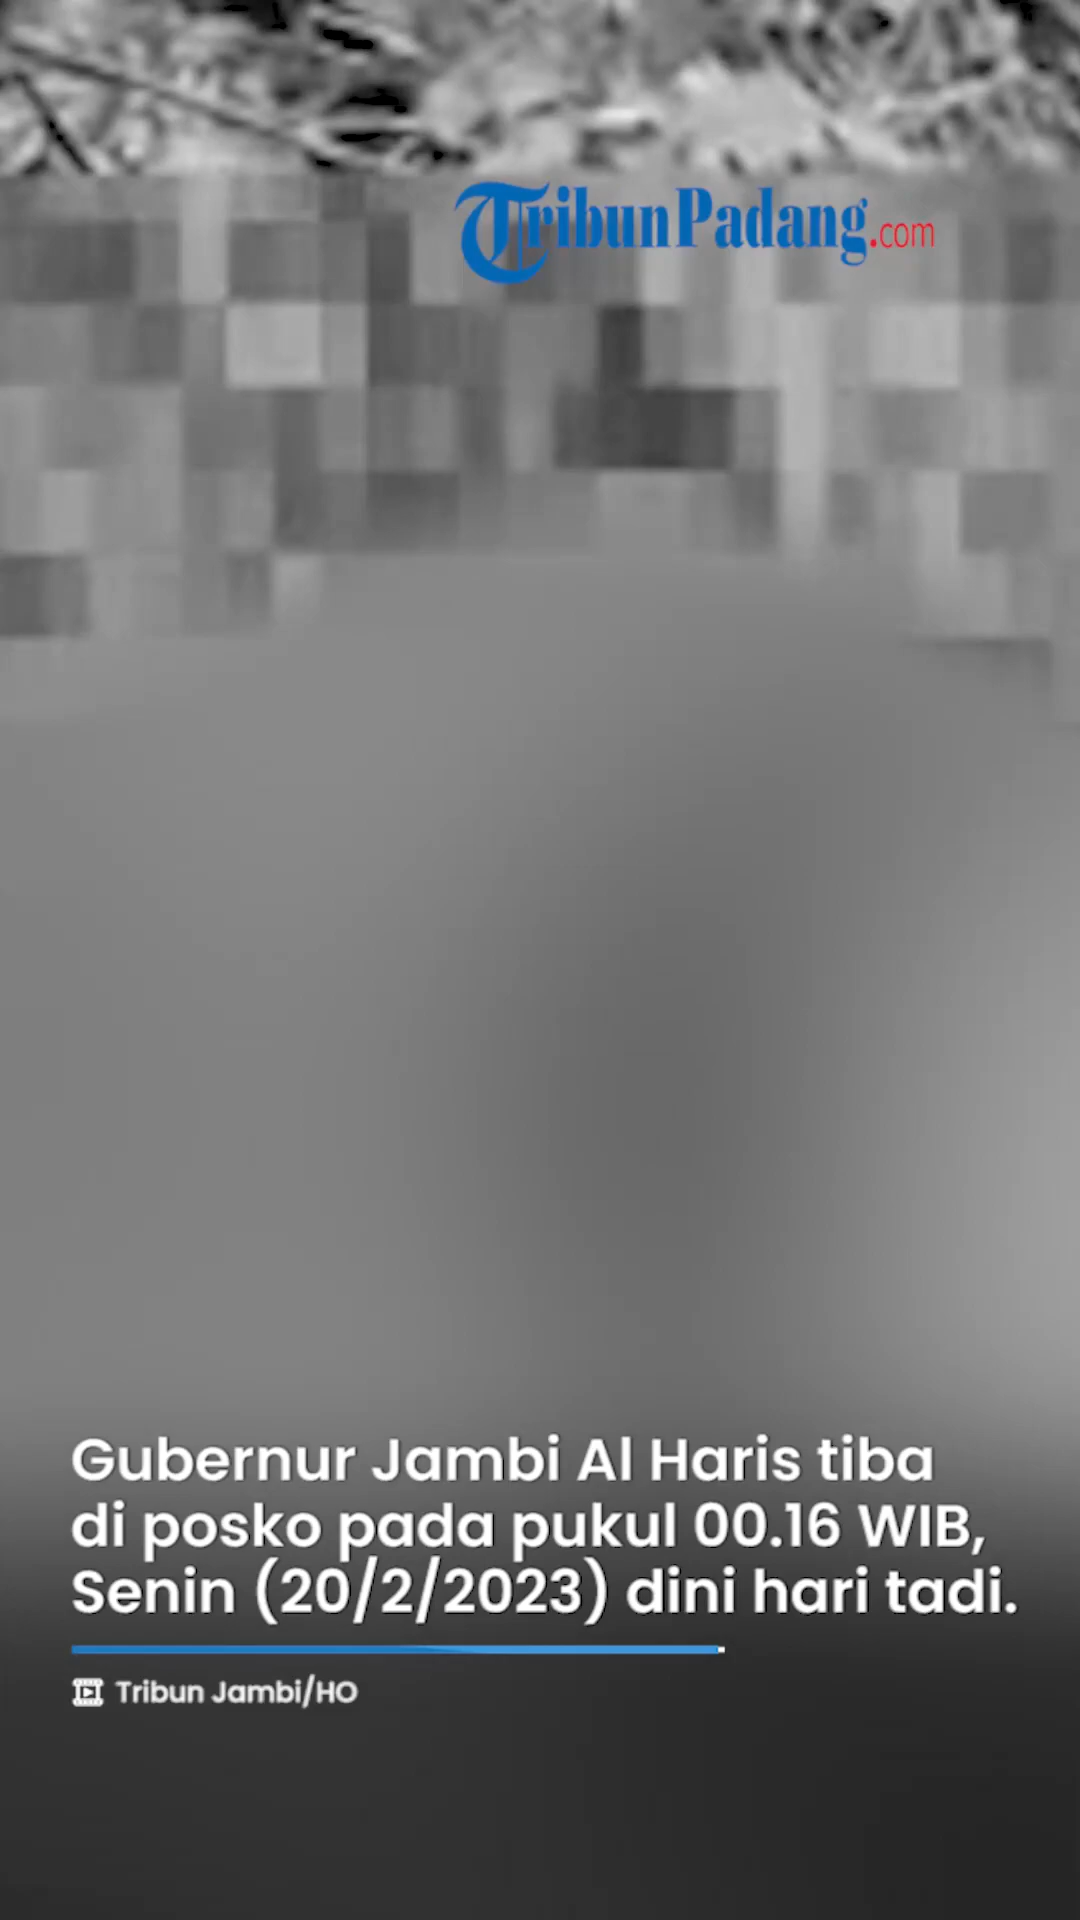 TribunPadang.com
Gubernur Jambi Al Haris tiba
di posko pada pukul 00.16 WIB,
Senin (20/2/2023) dini hari tadi.
Tribun Jambi/HO